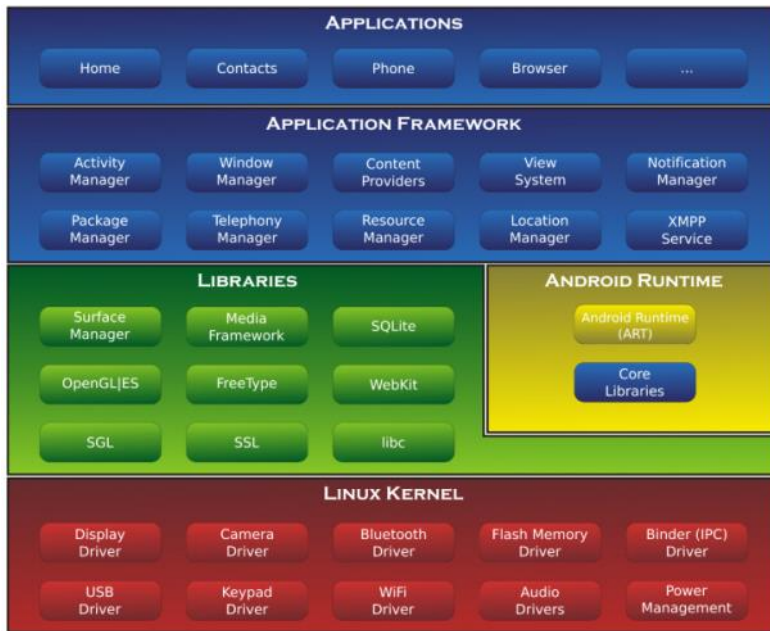 APPLICATIONS
Home
Contacts
Phone
Browser
...
APPLICATION FRAMEWORK
Activity
Manager
Window
Manager
Content
Providers
View
System
Notification
Manager
Package
Manager
Telephony
Manager
Resource
Manager
Location
Manager
XMPP
Service
LIBRARIES
Surface
Manager
Media
Framework
SQLite
OpenGL|ES
FreeType
WebKit
SGL
SSL
libc
ANDROID RUNTIME
Android Runtime
(ART)
Core
Libraries
LINUX KERNEL
Display
Driver
Camera
Driver
Bluetooth
Driver
Flash Memory
Driver
Binder (IPC)
Driver
USB
Driver
Keypad
Driver
WiFi
Driver
Audio
Drivers
Power
Management